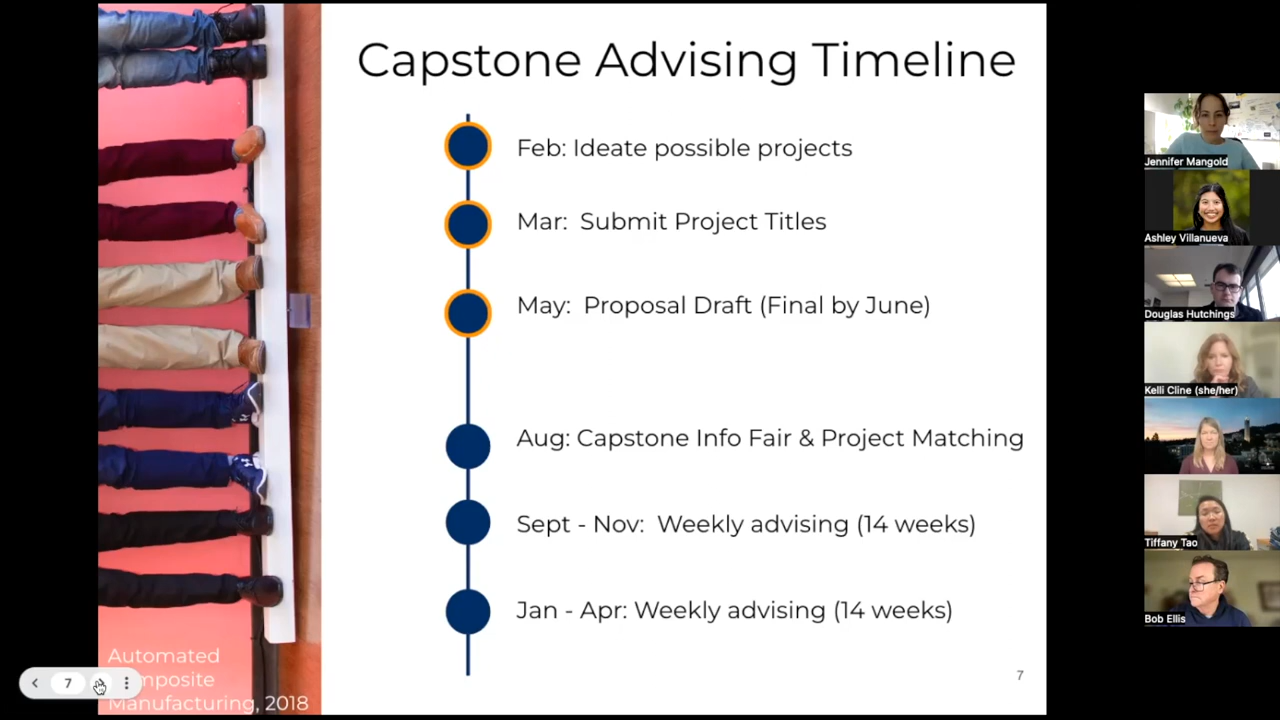 Capstone Advising Timeline
Feb: Ideate possible projects
Mar: Submit Project Titles
May: Proposal Draft (Final by June)
Aug: Capstone Info Fair & Project Matching
Sept - Nov: Weekly advising (14 weeks)
Jan - Apr: Weekly advising (14 weeks)
7
Automated
Manufacturing, 2018
7
Jennifer Mangold
Ashley Villanueva
Douglas Hutchings
Kelli Cline (she/her)
Tiffany Tao
Bob Ellis